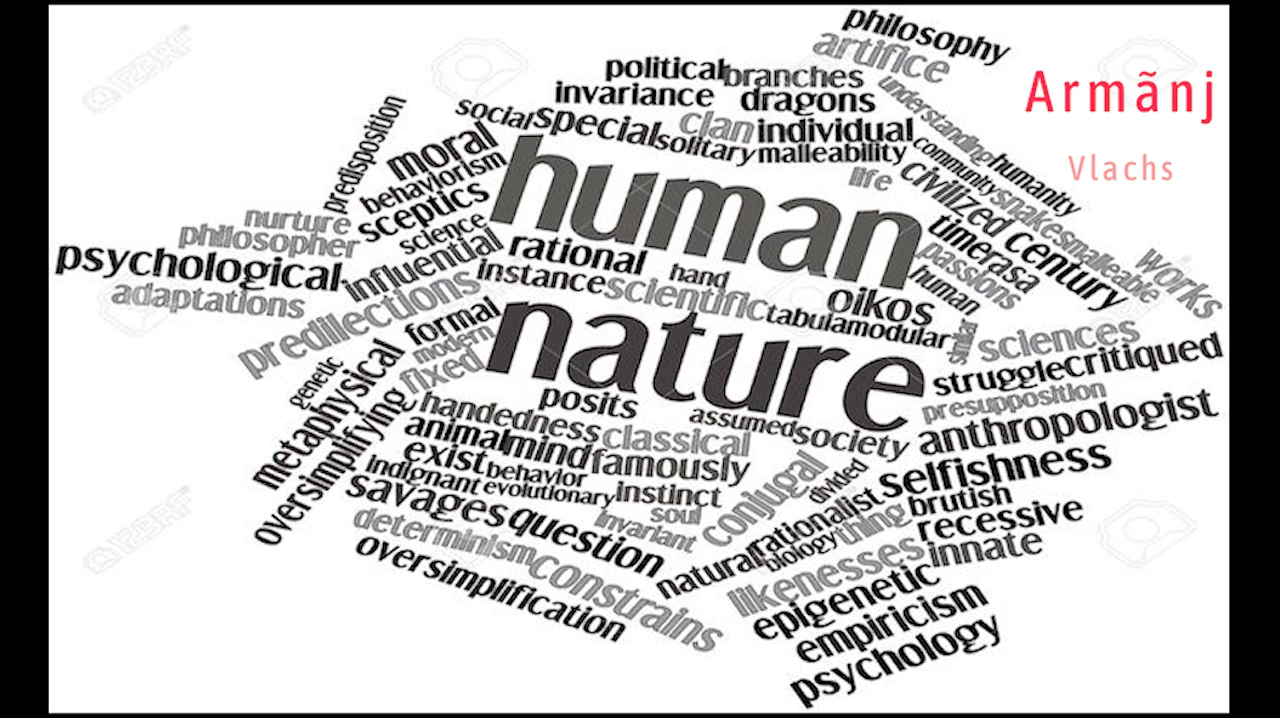 philosophy
artifice
Armãnj
political branches
understanding
invariance dragons
predisposition
social special clan individual
solitary malleability
community humanity
moral
behaviorism
sceptics
human
life
civilized snakes malleable
Vlachs
nurture
philosopher
science
timerasa century works
psychological influential
rational
hand
passions
adaptations
predilections
instance scientific
oikos
human
tabula modular
formal
modern
fixed
nature
sciences
genetic
metaphysical
oversimplifying
struggle critiqued
posits
presupposition
handedness classical
assumed society
anthropologist
animal mind famously
exist behavior
conjugal
divided
selfishness
indignant evolutionary instinct
savages question
soul
invariant
rationalist
brutish
determinism constrains
natural biology thing
recessive
oversimplification
likenesses innate
epigenetic
empiricism
psychology
123RF
123RF